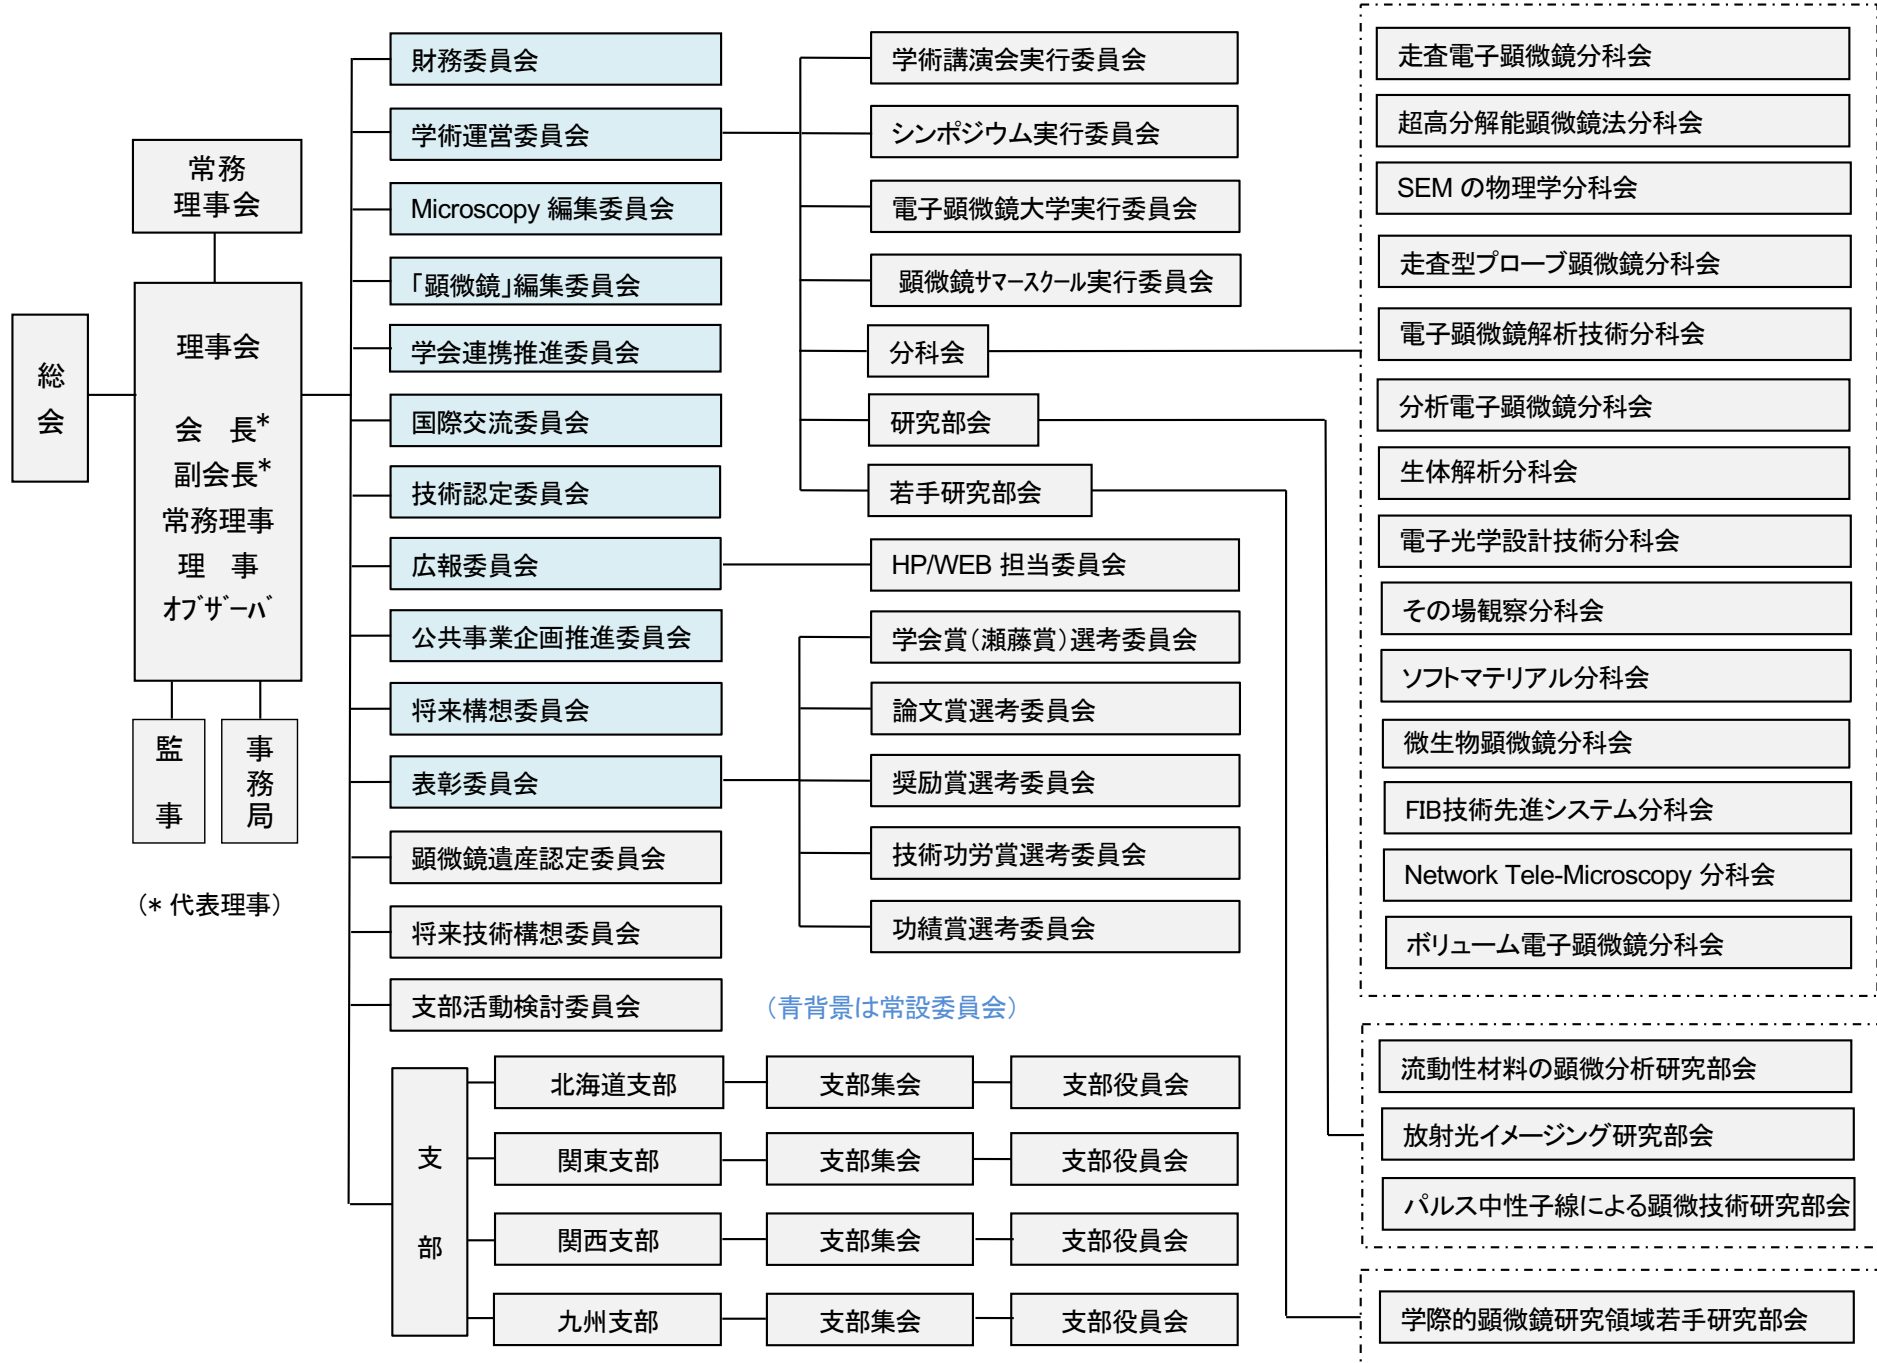 総
会
常務
理事会
理事会
会　長*
副会長*
常務理事
理　事
オブザーバ
監
事
事
務
局
(* 代表理事)
財務委員会
学術運営委員会
Microscopy 編集委員会
「顕微鏡」編集委員会
学会連携推進委員会
国際交流委員会
技術認定委員会
広報委員会
公共事業企画推進委員会
将来構想委員会
表彰委員会
顕微鏡遺産認定委員会
将来技術構想委員会
支部活動検討委員会
(青背景は常設委員会)
学術講演会実行委員会
シンポジウム実行委員会
電子顕微鏡大学実行委員会
顕微鏡サマースクール実行委員会
分科会
研究部会
若手研究部会
HP/WEB 担当委員会
学会賞(瀬藤賞)選考委員会
論文賞選考委員会
奨励賞選考委員会
技術功労賞選考委員会
功績賞選考委員会
支
部
北海道支部 支部集会 支部役員会
関東支部 支部集会 支部役員会
関西支部 支部集会 支部役員会
九州支部 支部集会 支部役員会
走査電子顕微鏡分科会
超高分解能顕微鏡法分科会
SEM の物理学分科会
走査型プローブ顕微鏡分科会
電子顕微鏡解析技術分科会
分析電子顕微鏡分科会
生体解析分科会
電子光学設計技術分科会
その場観察分科会
ソフトマテリアル分科会
微生物顕微鏡分科会
FIB技術先進システム分科会
Network Tele-Microscopy 分科会
ボリューム電子顕微鏡分科会
流動性材料の顕微分析研究部会
放射光イメージング研究部会
パルス中性子線による顕微技術研究部会
学際的顕微鏡研究領域若手研究部会